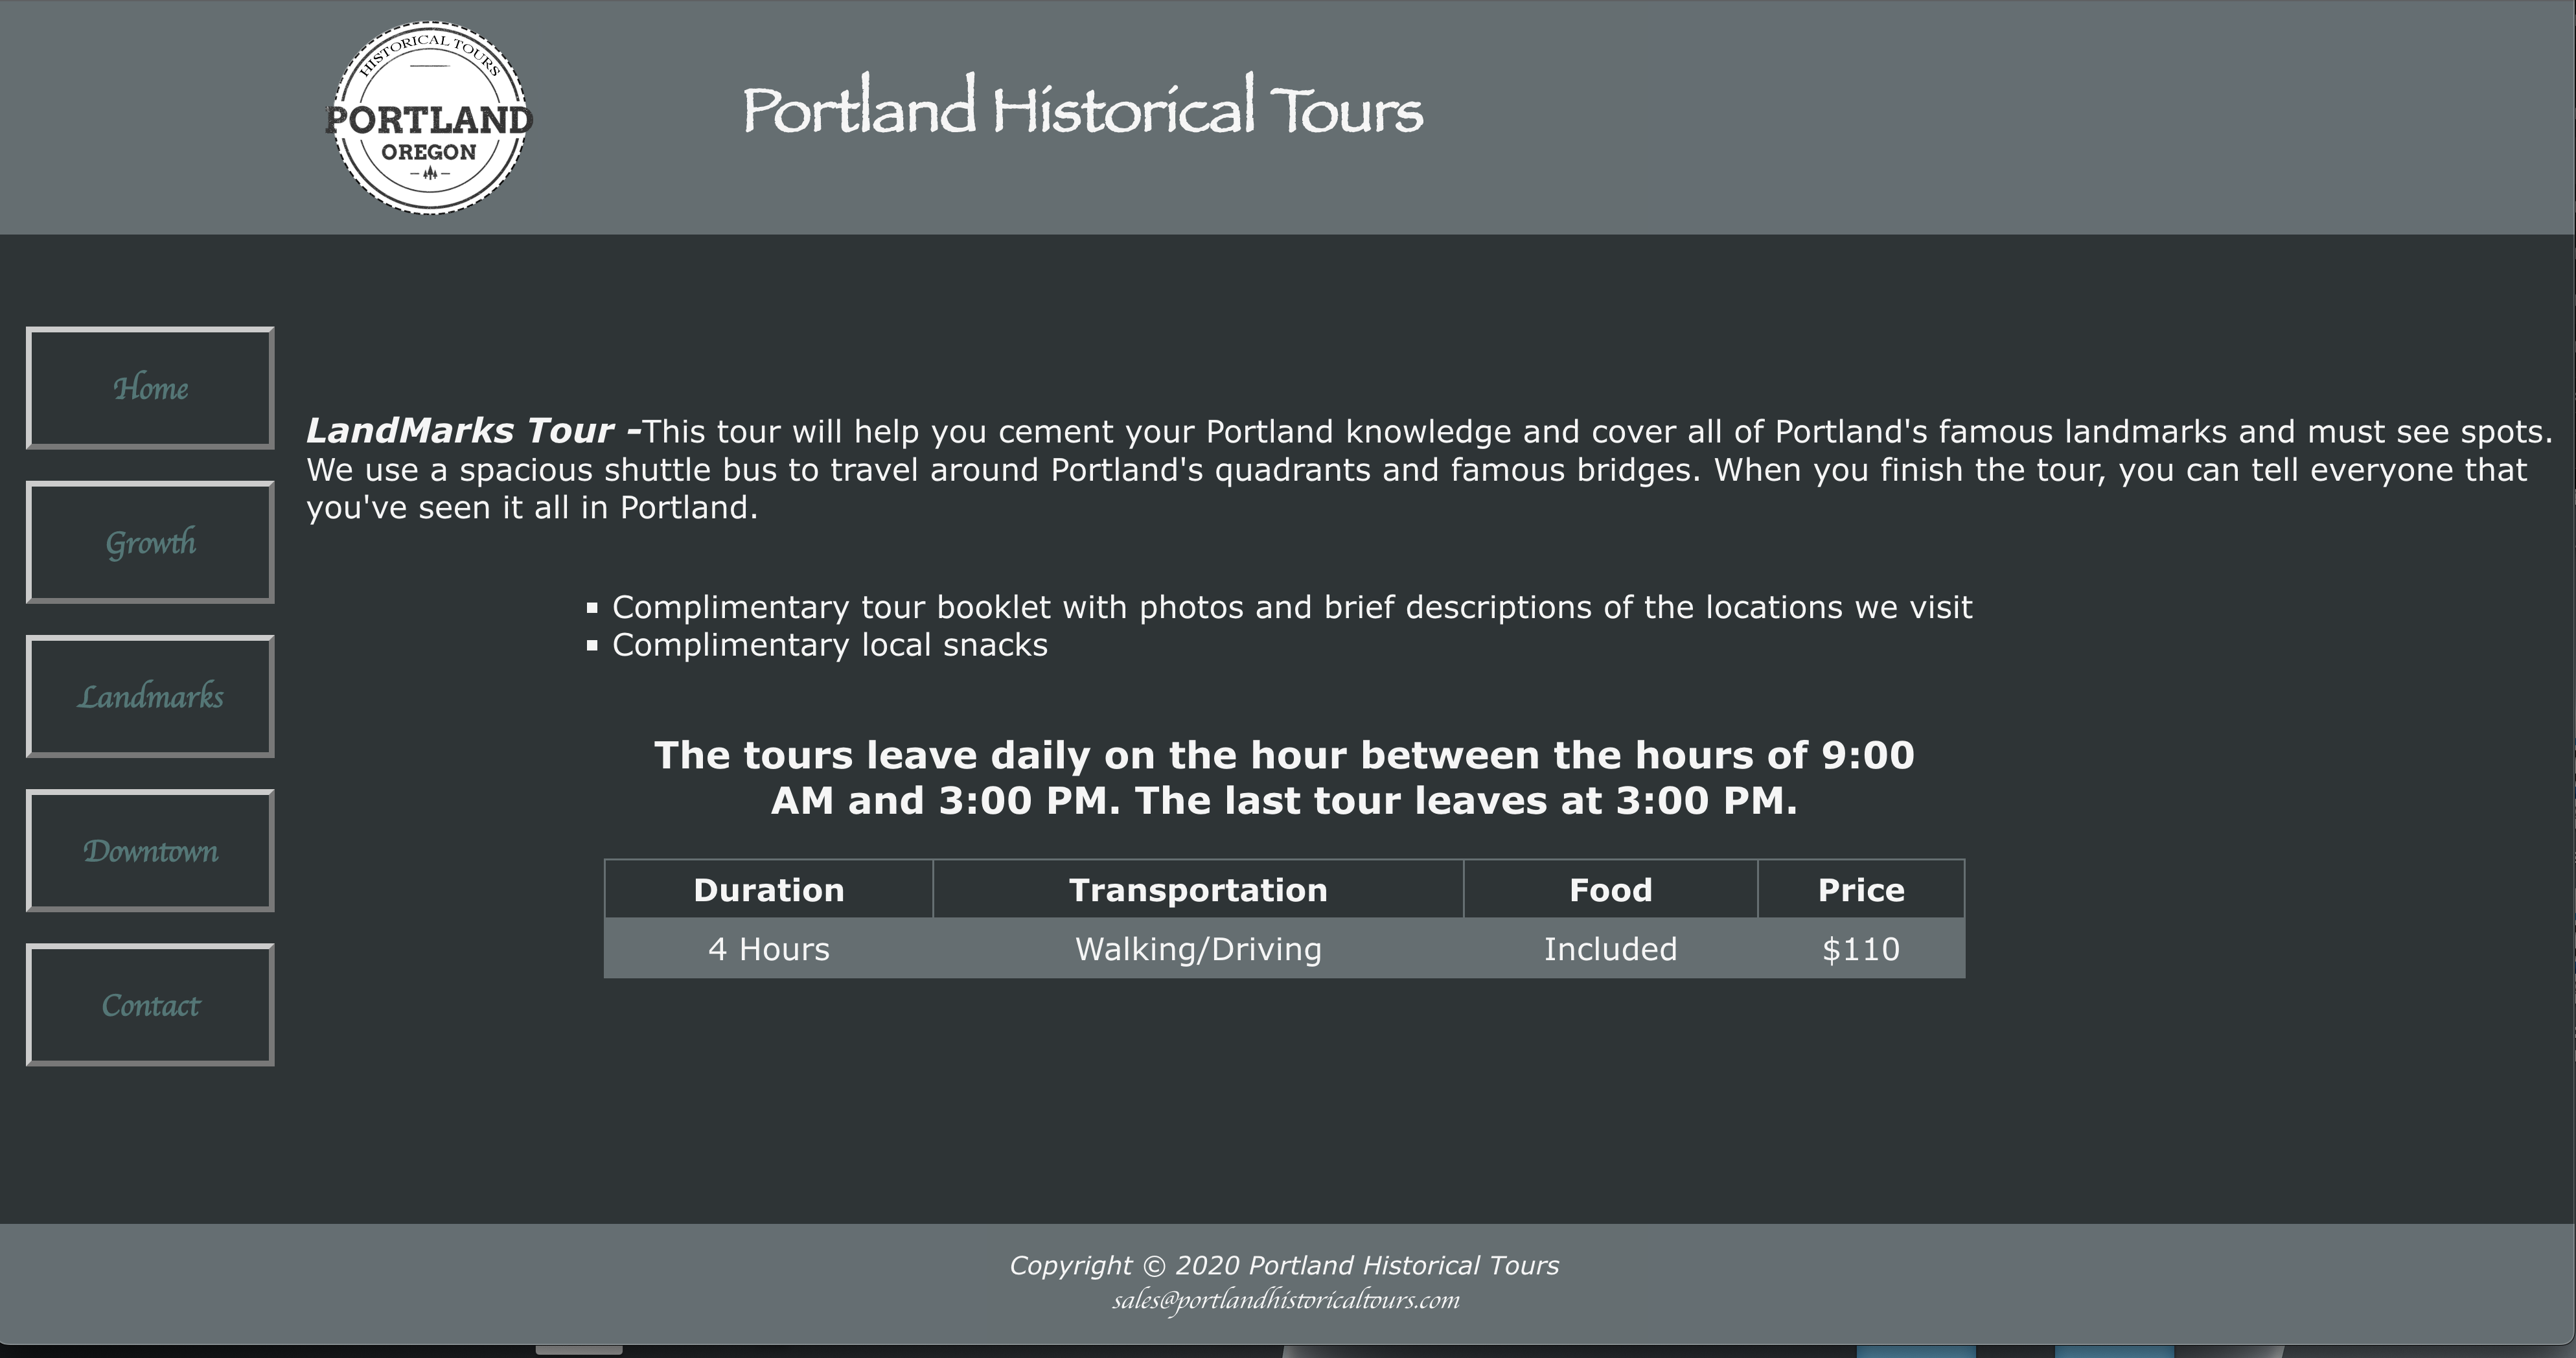 HISTORICAL TOURS
PORTLAND
OREGON
Portland Historical Tours
Home
Growth
Landmarks
Downtown
Contact
LandMarks Tour -This tour will help you cement your Portland knowledge and cover all of Portland's famous landmarks and must see spots.
We use a spacious shuttle bus to travel around Portland's quadrants and famous bridges. When you finish the tour, you can tell everyone that
you've seen it all in Portland.
▪ Complimentary tour booklet with photos and brief descriptions of the locations we visit
▪ Complimentary local snacks
The tours leave daily on the hour between the hours of 9:00
AM and 3:00 PM. The last tour leaves at 3:00 PM.
Duration Transportation Food Price
4 Hours Walking/Driving Included $110
Copyright © 2020 Portland Historical Tours
sales@portlandhistoricaltours.com